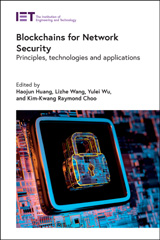 IET The Institution of
Engineering and Technology
Blockchains for Network
Security
Principles, technologies and applications
Edited by
Haojun Huang, Lizhe Wang, Yulei Wu,
and Kim-Kwang Raymond Choo